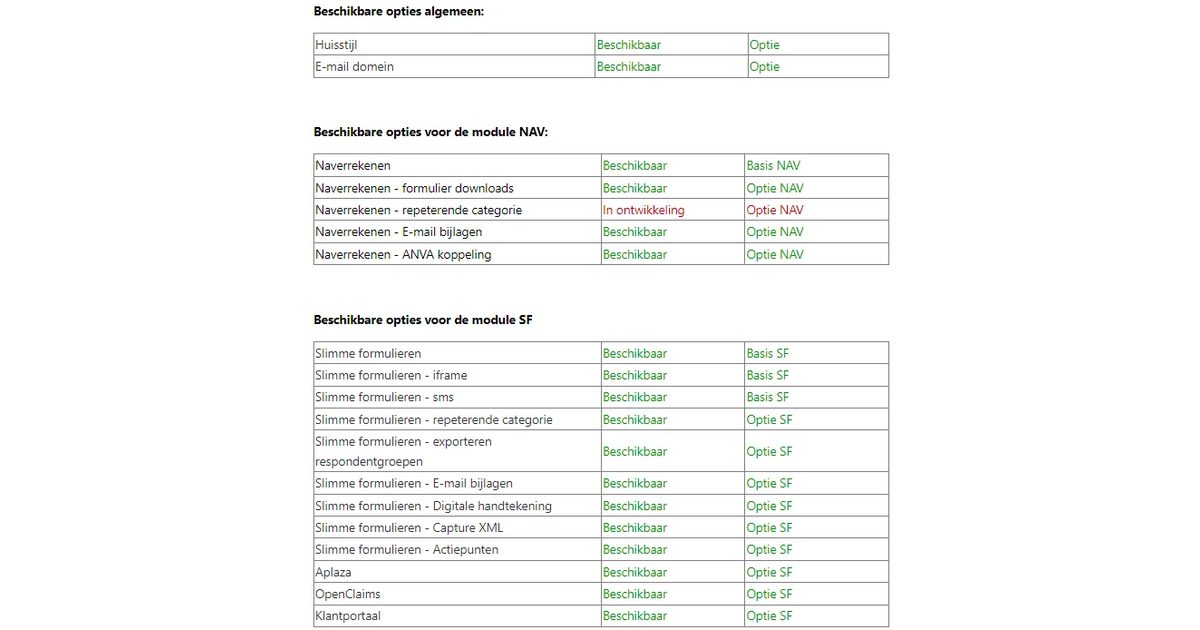 Beschikbare opties algemeen:
Huisstijl Beschikbaar Optie
E-mail domein Beschikbaar Optie
Beschikbare opties voor de module NAV:
Naverrekenen Beschikbaar Basis NAV
Naverrekenen - formulier downloads Beschikbaar Optie NAV
Naverrekenen - repeterende categorie In ontwikkeling Optie NAV
Naverrekenen - E-mail bijlagen Beschikbaar Optie NAV
Naverrekenen - ANVA koppeling Beschikbaar Optie NAV
Beschikbare opties voor de module SF
Slimme formulieren Beschikbaar Basis SF
Slimme formulieren - iframe Beschikbaar Basis SF
Slimme formulieren - sms Beschikbaar Basis SF
Slimme formulieren - repeterende categorie Beschikbaar Optie SF
Slimme formulieren - exporteren
respondentgroepen Beschikbaar Optie SF
Slimme formulieren - E-mail bijlagen Beschikbaar Optie SF
Slimme formulieren - Digitale handtekening Beschikbaar Optie SF
Slimme formulieren - Capture XML Beschikbaar Optie SF
Slimme formulieren - Actiepunten Beschikbaar Optie SF
Aplaza Beschikbaar Optie SF
OpenClaims Beschikbaar Optie SF
Klantportaal Beschikbaar Optie SF